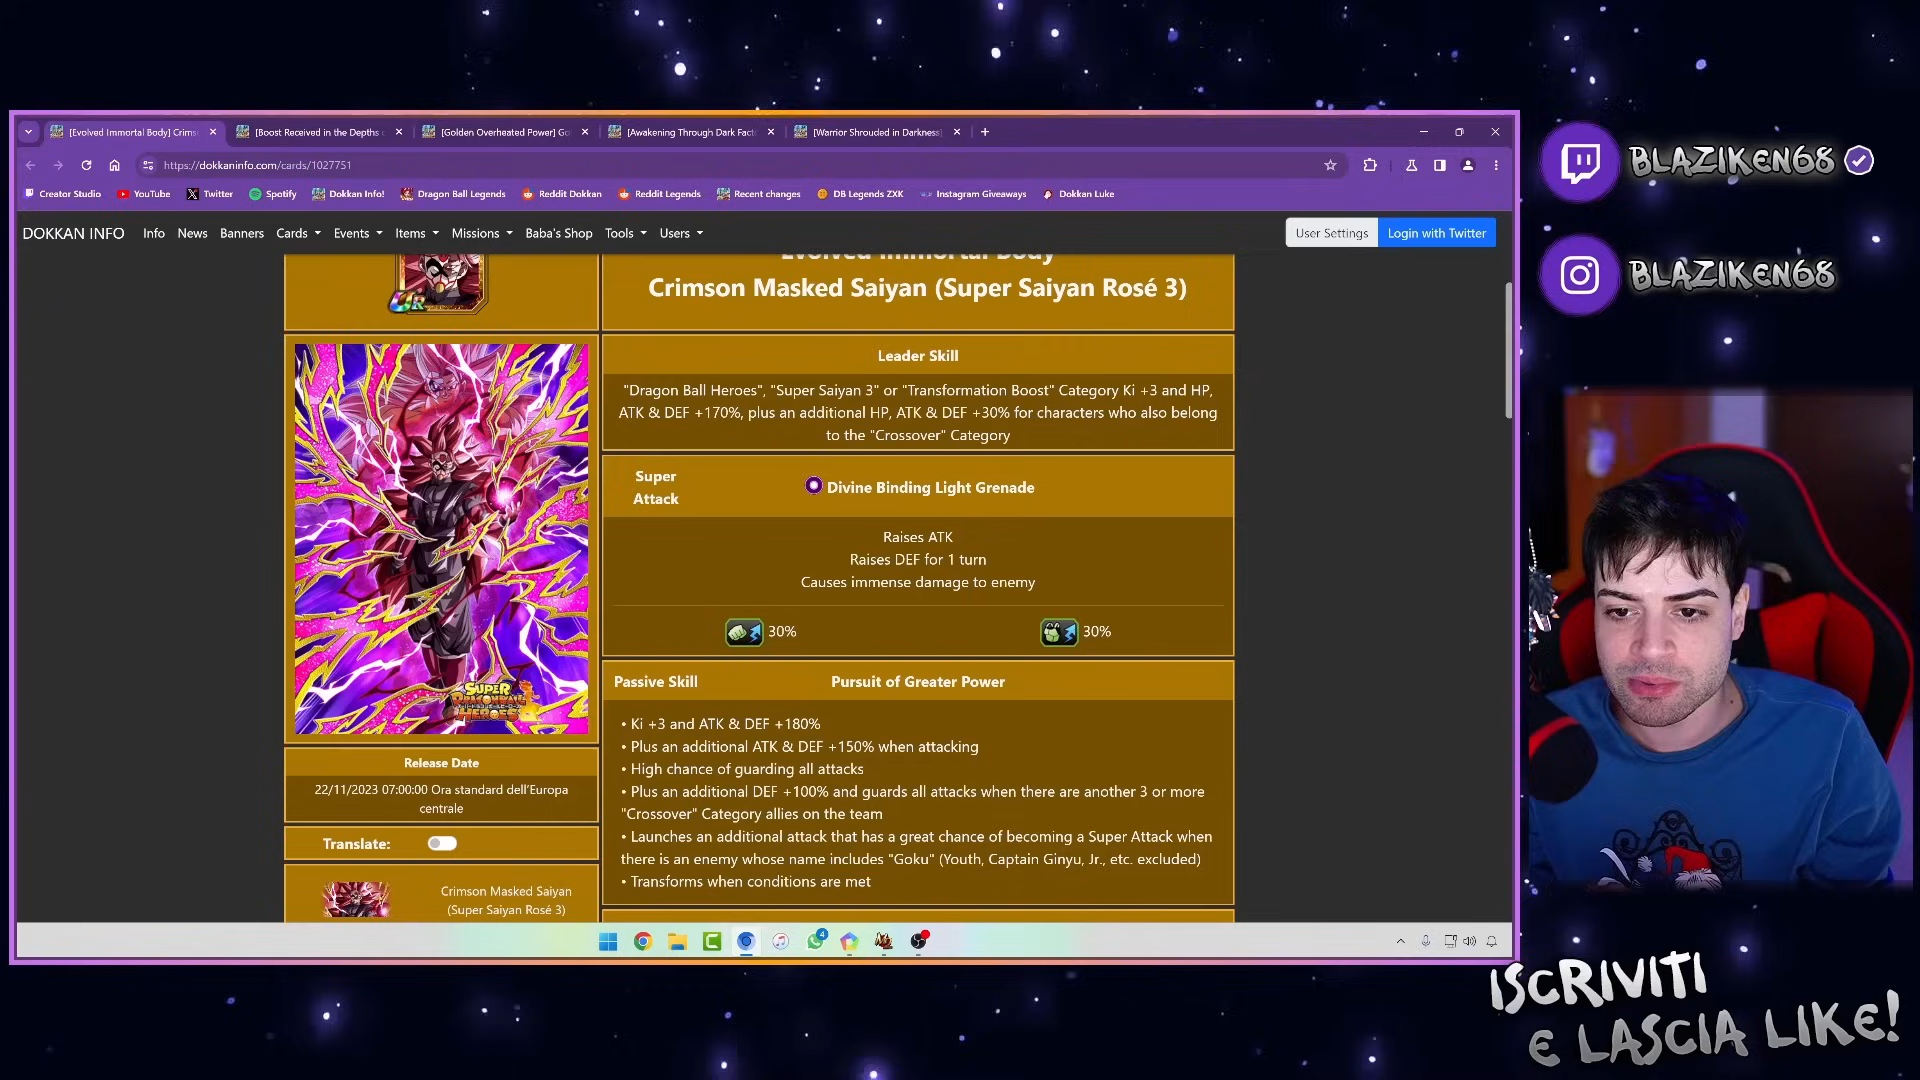 [Evolved Immortal Body] Crims
[Boost Received in the Depths o
[Golden Overheated Power] Go
[Awakening Through Dark Fact
[Warrior Shrouded in Darkness]
https://dokkaninfo.com/cards/1027751
Creator Studio
YouTube
Twitter
Spotify
Dokkan Info!
Dragon Ball Legends
Reddit Dokkan
Reddit Legends
Recent changes
DB Legends ZXK
Instagram Giveaways
Dokkan Luke
DOKKAN INFO
Info
News
Banners
Cards
Events
Items
Missions
Baba's Shop
Tools
Users
User Settings
Login with Twitter
UR
Evolved Immortal Body
Crimson Masked Saiyan (Super Saiyan Rosé 3)
Leader Skill
"Dragon Ball Heroes", "Super Saiyan 3" or "Transformation Boost" Category Ki +3 and HP,
ATK & DEF +170%, plus an additional HP, ATK & DEF +30% for characters who also belong
to the "Crossover" Category
Super
Attack
Divine Binding Light Grenade
Raises ATK
Raises DEF for 1 turn
Causes immense damage to enemy
30%
30%
Passive Skill
Pursuit of Greater Power
• Ki +3 and ATK & DEF +180%
• Plus an additional ATK & DEF +150% when attacking
• High chance of guarding all attacks
• Plus an additional DEF +100% and guards all attacks when there are another 3 or more
"Crossover" Category allies on the team
• Launches an additional attack that has a great chance of becoming a Super Attack when
there is an enemy whose name includes "Goku" (Youth, Captain Ginyu, Jr., etc. excluded)
• Transforms when conditions are met
SUPER
DRAGONBALL
HEROES
Release Date
22/11/2023 07:00:00 Ora standard dell'Europa
centrale
Translate:
Crimson Masked Saiyan
(Super Saiyan Rosé 3)
4
BLAZIKEN68
BLAZIKEN68
ISCRIVITI
E LASCIA LIKE!